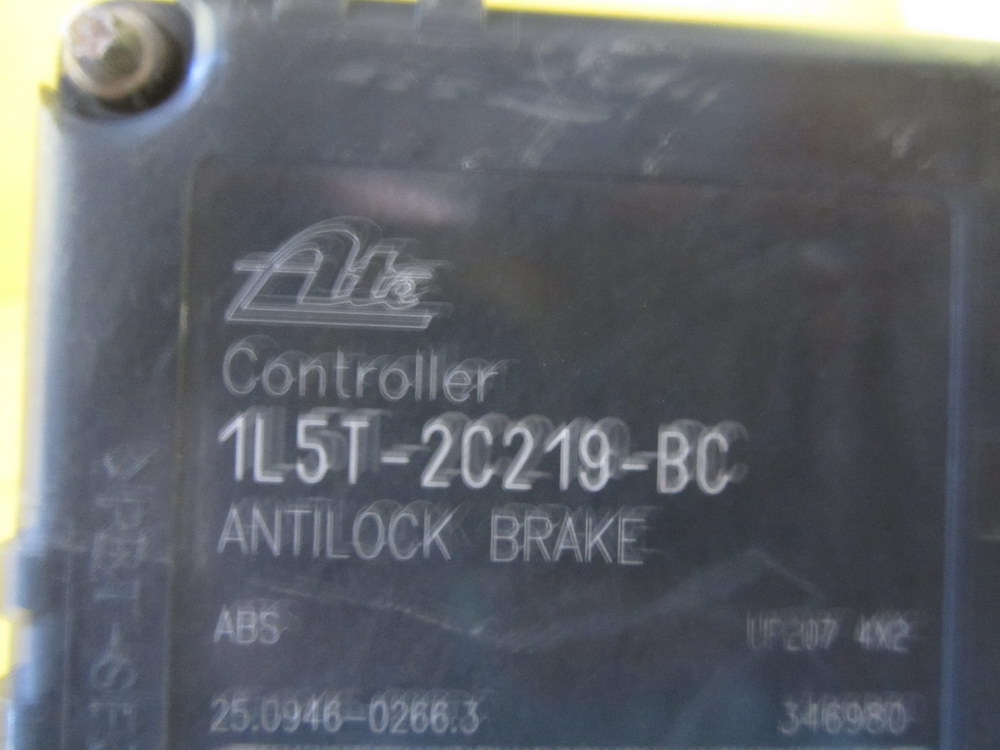 Ate
Controller
1L5T-2C219-BC
ANTILOCK BRAKE
ABS UP207 4X2
25.0946-0266.3 346980